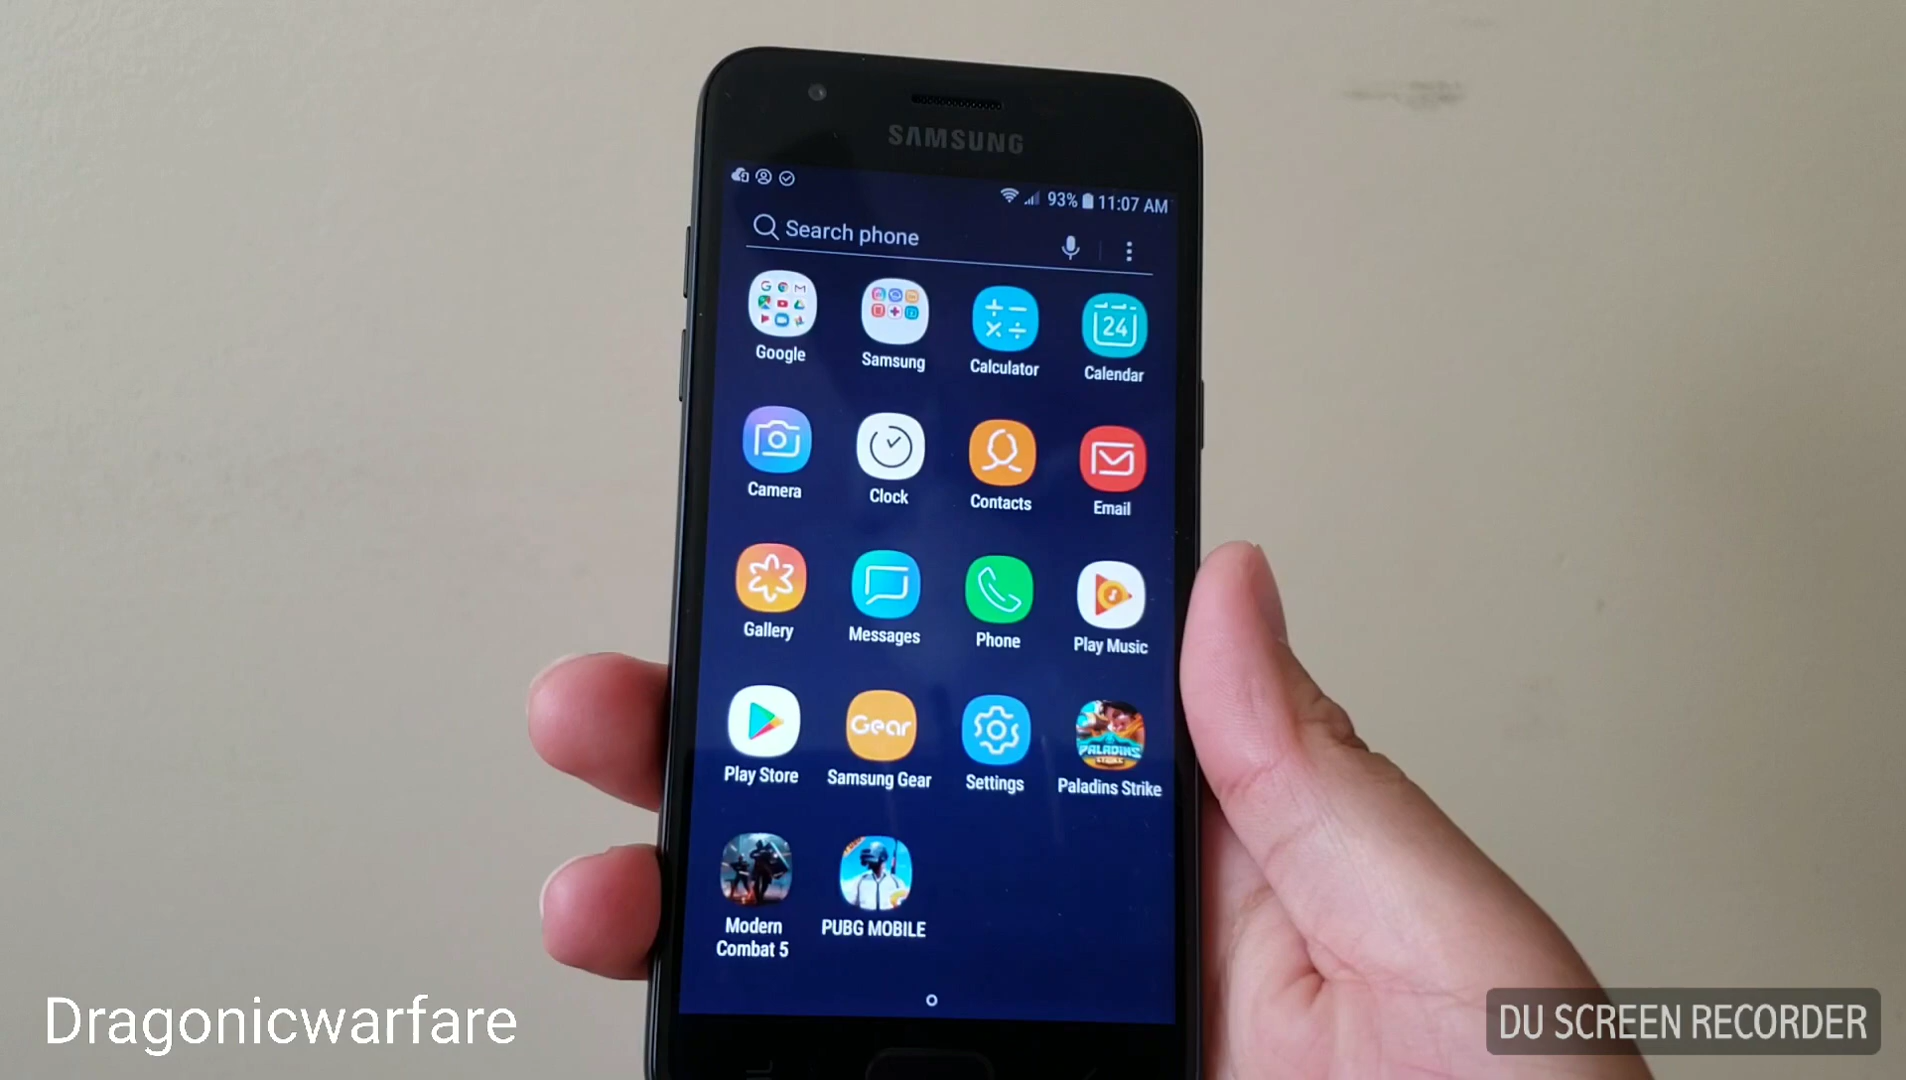 SAMSUNG
93% 11:07 AM
Search phone
Google
Samsung
Calculator
24
Calendar
Camera
Clock
Contacts
Email
Gallery
Messages
Phone
Play Music
Play Store
Gear
Samsung Gear
Settings
PALADINS
STRIKE
Paladins Strike
Modern
Combat 5
PUBG MOBILE
Dragonicwarfare
DU SCREEN RECORDER